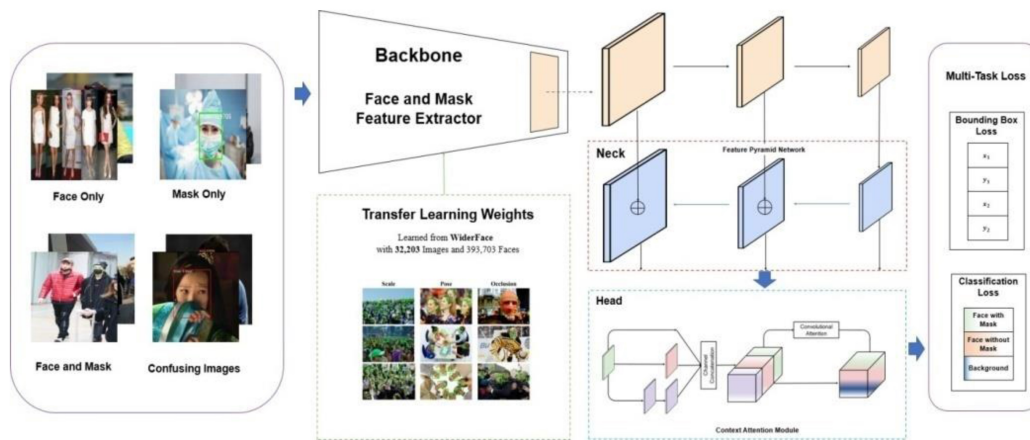 Face Only
Mask Only
Face and Mask
Confusing Images
Backbone
Face and Mask
Feature Extractor
Transfer Learning Weights
Learned from WiderFace
with 32,203 Images and 393,703 Faces
Scale
Pose
Occlusion
Neck
Feature Pyramid Network
Head
Channel
Concatenation
Convolutional
Attention
Context Attention Module
Multi-Task Loss
Bounding Box
Loss
x₁
y₁
x₂
y₂
Classification
Loss
Face with
Mask
Face without
Mask
Background